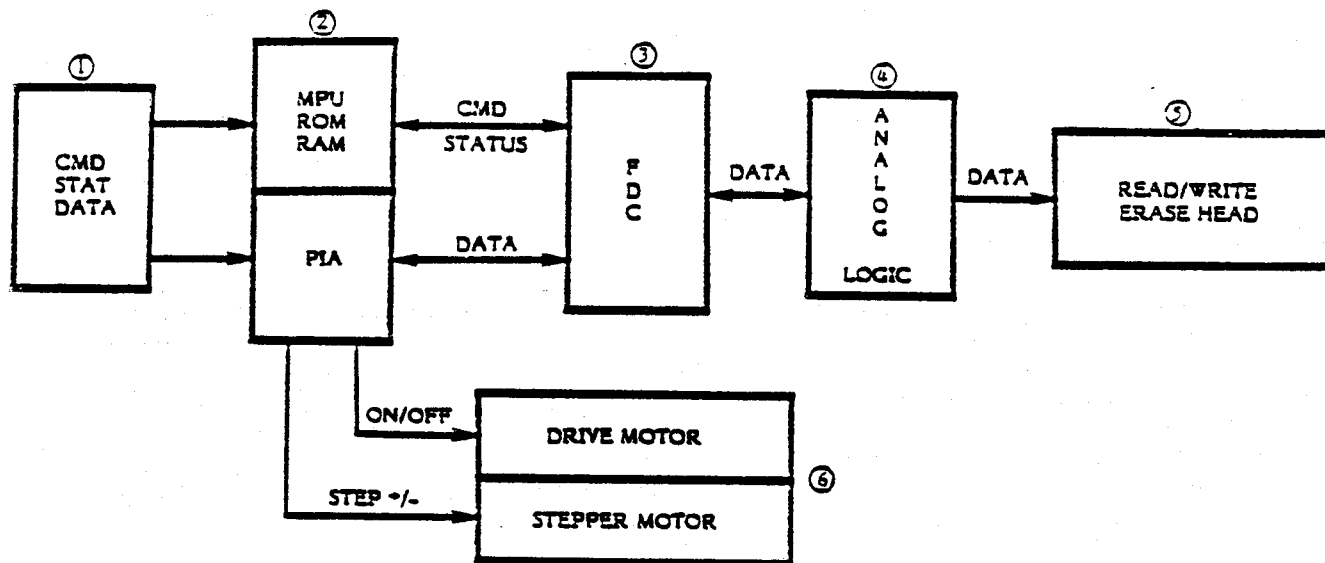 ①
CMD
STAT
DATA
②
MPU
ROM
RAM
PIA
CMD
STATUS
DATA
③
F
D
C
DATA
④
A
N
A
L
O
G
LOGIC
DATA
⑤
READ/WRITE
ERASE HEAD
ON/OFF
DRIVE MOTOR
STEP +/-
STEPPER MOTOR
⑥